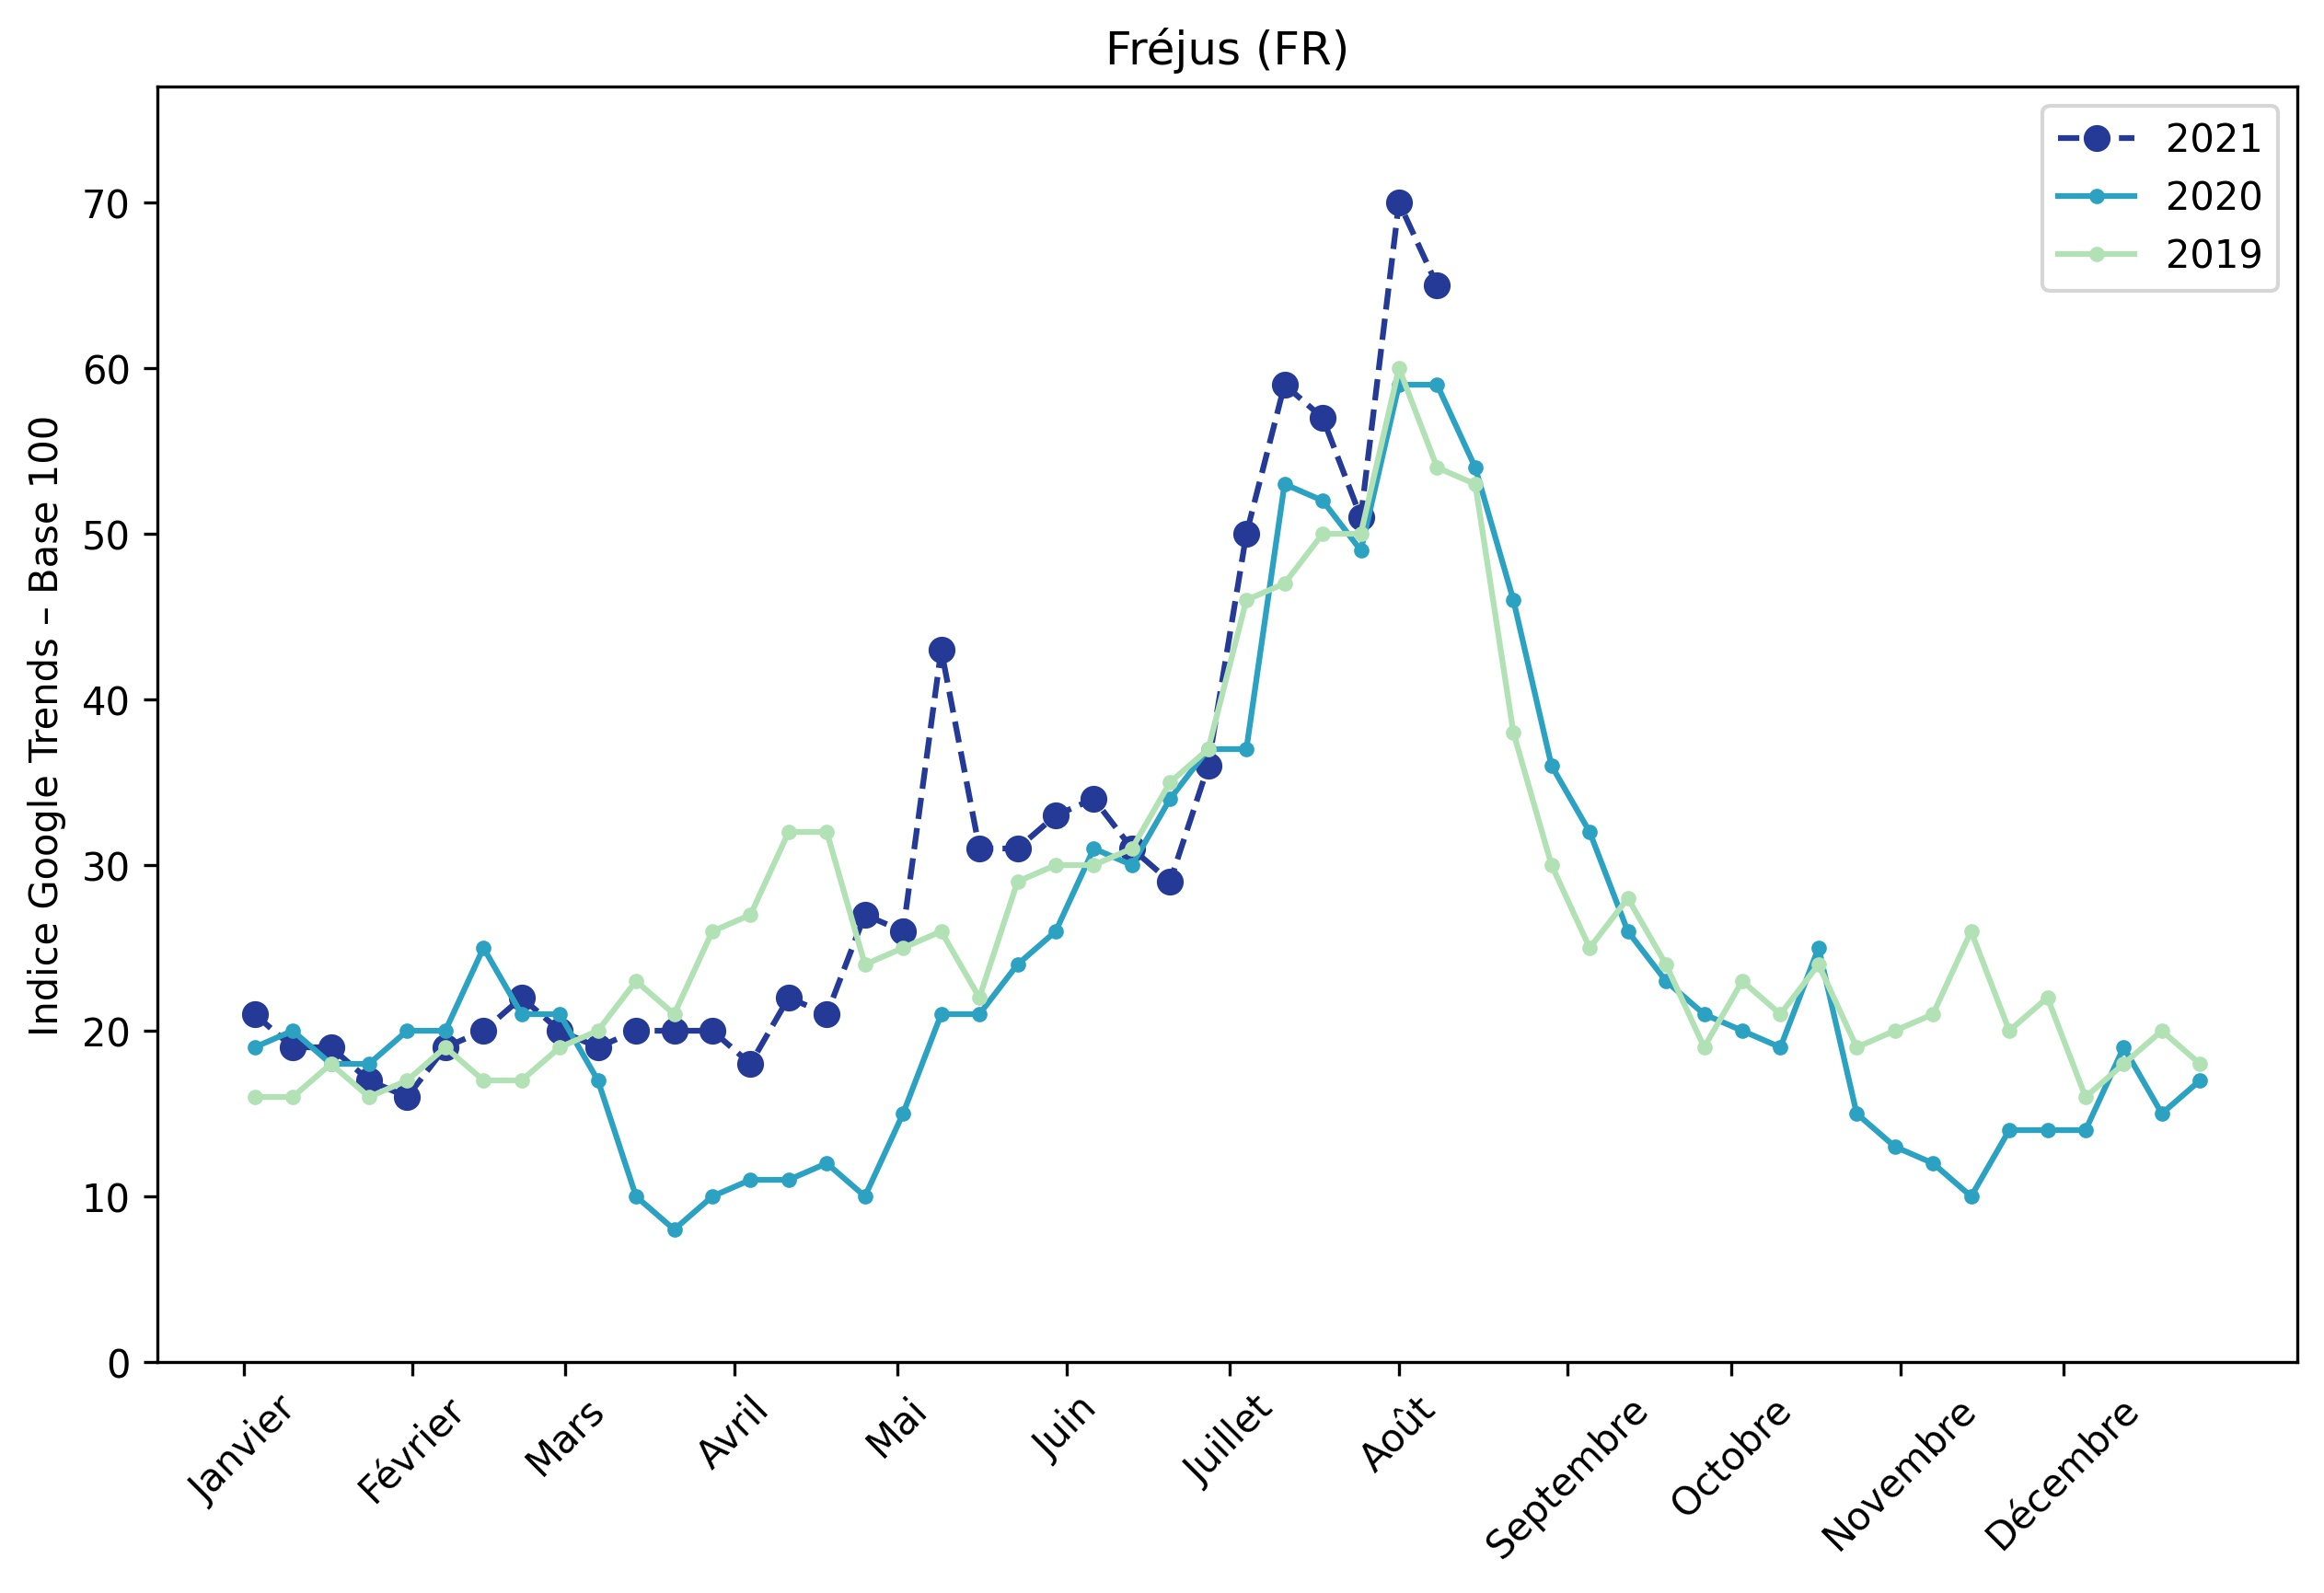 Fréjus (FR)
2021
2020
2019
Indice Google Trends – Base 100
70
60
50
40
30
20
10
0
Janvier
Février
Mars
Avril
Mai
Juin
Juillet
Août
Septembre
Octobre
Novembre
Décembre